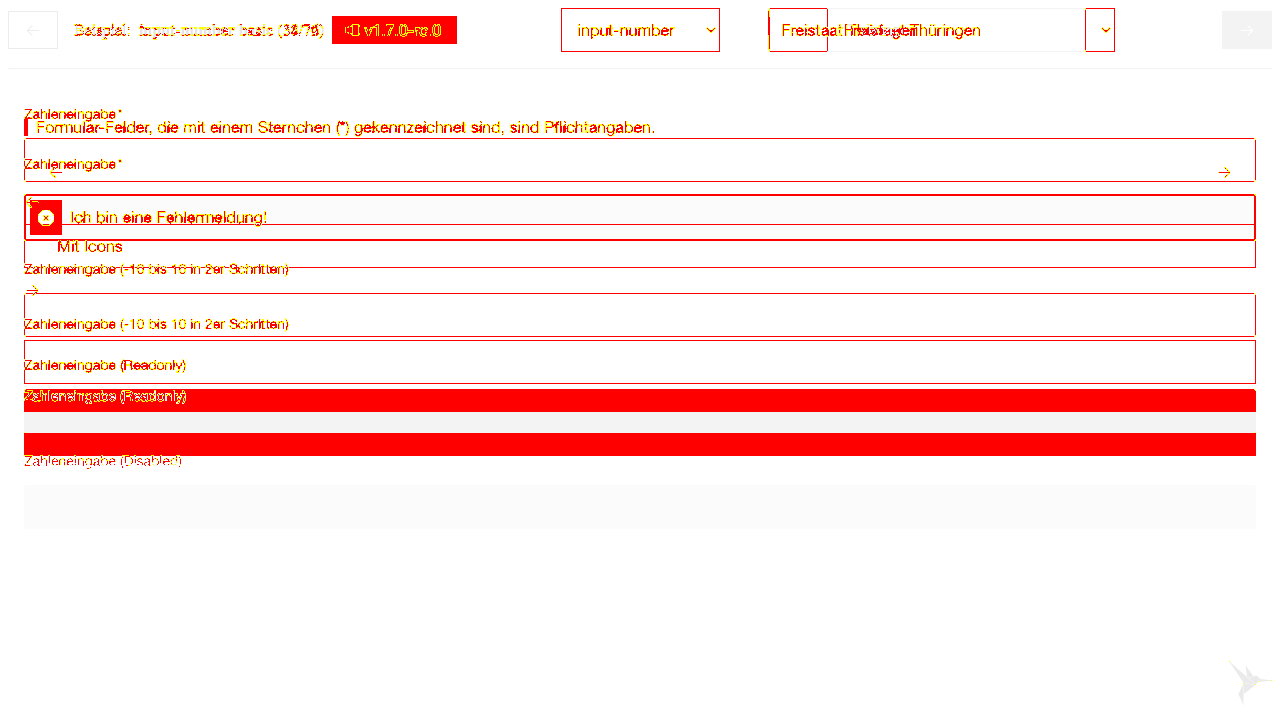 Beispiel: input-number basic v1.7.0-rc.0 input-number Freistaat Thüringen
Zahleneingabe*
Formular-Felder, die mit einem Sternchen (*) gekennzeichnet sind, sind Pflichtangaben.
Zahleneingabe*
Ich bin eine Fehlermeldung!
Mit Icons
Zahleneingabe (-10 bis 10 in 2er Schritten)
Zahleneingabe (-10 bis 10 in 2er Schritten)
Zahleneingabe (Readonly)
Zahleneingabe (Readonly)
Zahleneingabe (Disabled)